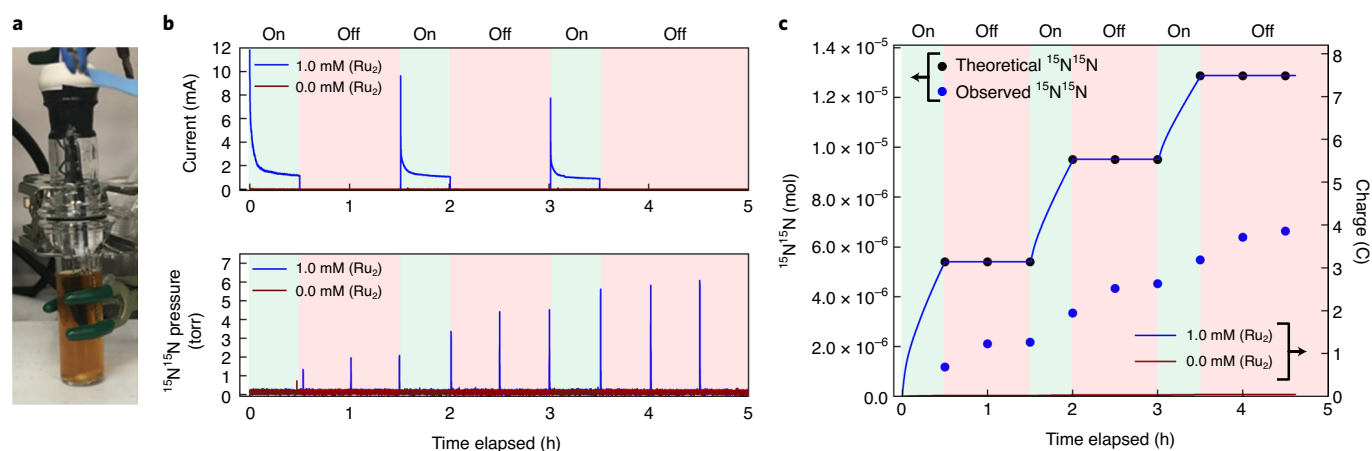 a
b
On Off On Off On Off
12
10
8
6
4
2
0
Current (mA)
1.0 mM (Ru₂)
0.0 mM (Ru₂)
0 1 2 3 4 5
7
6
5
4
3
2
1
0
¹⁵N¹⁵N pressure
(torr)
1.0 mM (Ru₂)
0.0 mM (Ru₂)
0 1 2 3 4 5
Time elapsed (h)
c
On Off On Off On Off
1.4 × 10⁻⁵
1.2 × 10⁻⁵
1.0 × 10⁻⁵
8.0 × 10⁻⁶
6.0 × 10⁻⁶
4.0 × 10⁻⁶
2.0 × 10⁻⁶
0.0
¹⁵N¹⁵N (mol)
Theoretical ¹⁵N¹⁵N
Observed ¹⁵N¹⁵N
1.0 mM (Ru₂)
0.0 mM (Ru₂)
8
7
6
5
4
3
2
1
0
Charge (C)
0 1 2 3 4 5
Time elapsed (h)